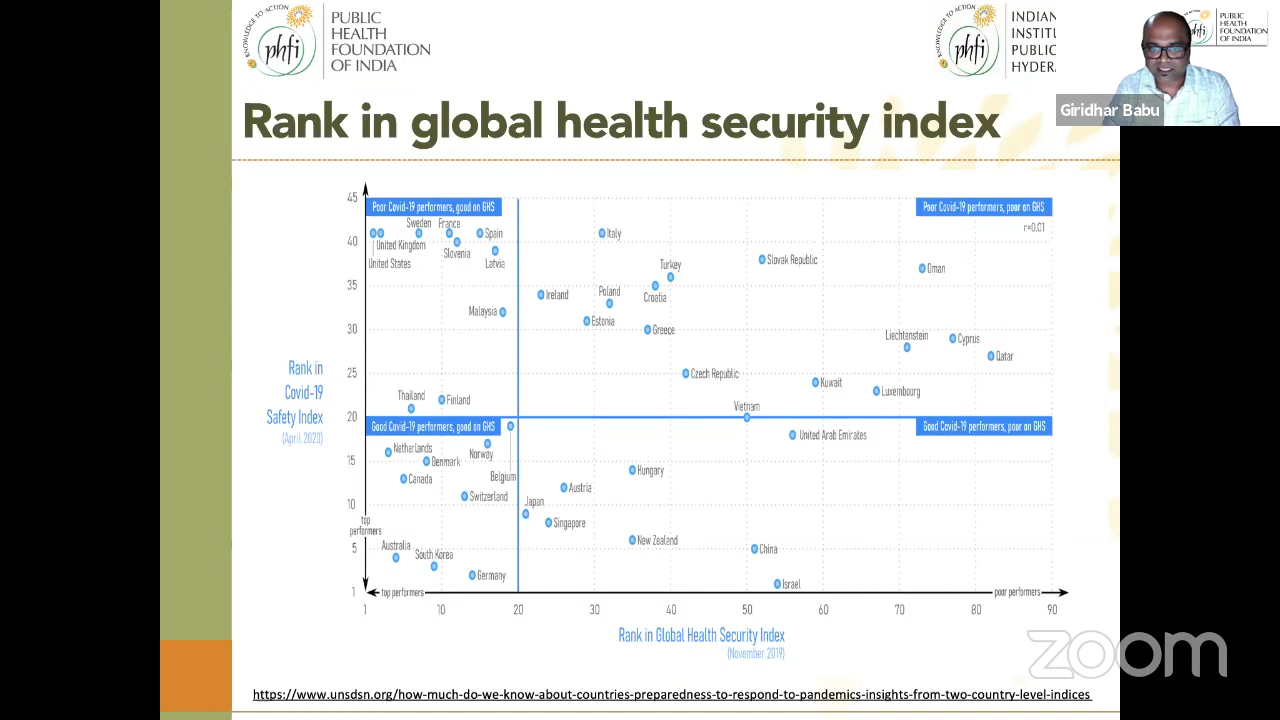 KNOWLEDGE TO ACTION
phfi
PUBLIC
HEALTH
FOUNDATION
OF INDIA
KNOWLEDGE TO ACTION
phfi
INDIAN
INSTITU
PUBLIC
HYDER
phfi
PUBLIC
HEALTH
FOUNDATION
OF INDIA
Giridhar Babu
Rank in global health security index
45
40
35
30
25
20
15
10
5
1
Rank in
Covid-19
Safety Index
(April 2020)
top
performers
Poor Covid-19 performers, good on GHS
Poor Covid-19 performers, poor on GHS
r=0.01
Sweden
France
Spain
United Kingdom
Slovenia
United States
Latvia
Italy
Slovak Republic
Oman
Turkey
Ireland
Poland
Croatia
Malaysia
Estonia
Greece
Liechtenstein
Cyprus
Qatar
Czech Republic
Kuwait
Luxembourg
Thailand
Finland
Vietnam
Good Covid-19 performers, good on GHS
Good Covid-19 performers, poor on GHS
United Arab Emirates
Netherlands
Norway
Denmark
Belgium
Canada
Hungary
Switzerland
Austria
Japan
Singapore
New Zealand
Australia
South Korea
Germany
China
Israel
top performers
poor performers
1
10
20
30
40
50
60
70
80
90
Rank in Global Health Security Index
(November 2019)
zoom
https://www.unsdsn.org/how-much-do-we-know-about-countries-preparedness-to-respond-to-pandemics-insights-from-two-country-level-indices